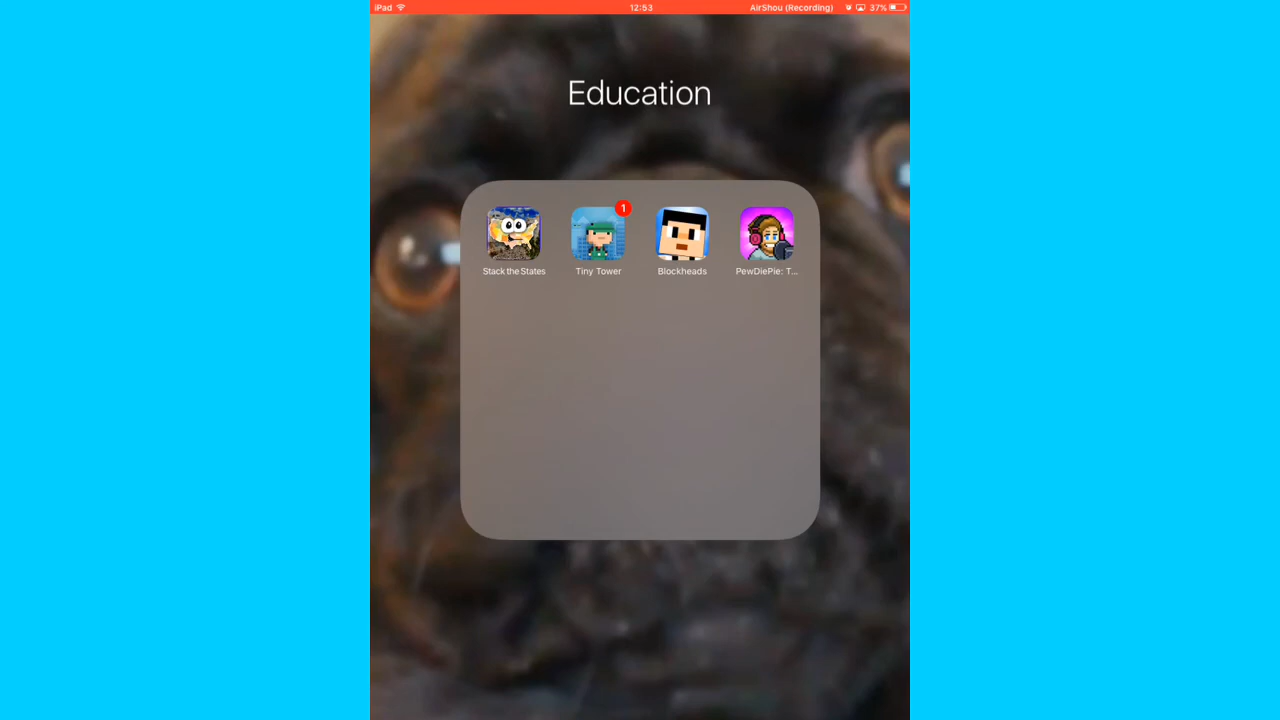 iPad 12:53 AirShou (Recording) 37%
Education
1
Stack the States Tiny Tower Blockheads PewDiePie: T...